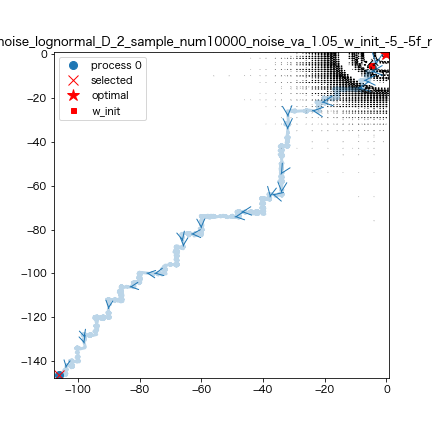 noise_lognormal_D_2_sample_num10000_noise_va_1.05_w_init_-5_-5f_r
process 0
selected
optimal
w_init
0
−20
−40
−60
−80
−100
−120
−140
−100
−80
−60
−40
−20
0